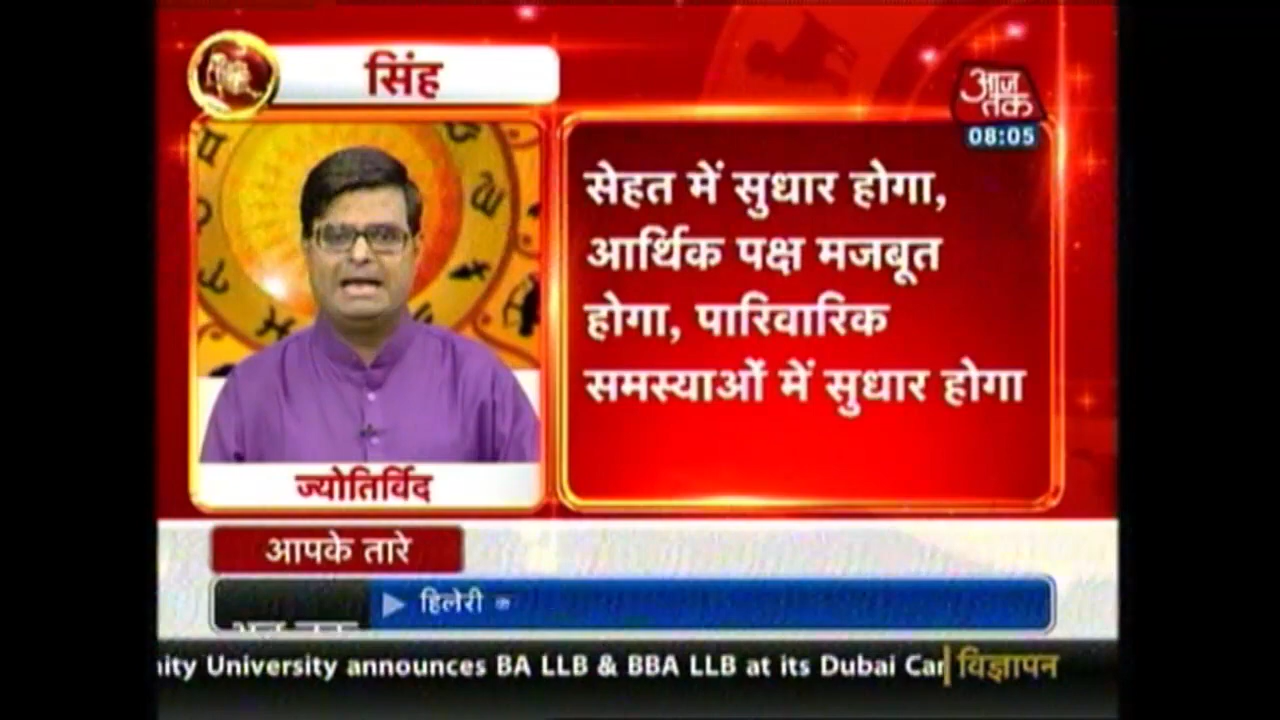 सिंह
आज
तक
08:05
सेहत में सुधार होगा,
आर्थिक पक्ष मजबूत
होगा, पारिवारिक
समस्याओं में सुधार होगा
ज्योतिर्विद
आपके तारे
हिलेरी
nity University announces BA LLB & BBA LLB at its Dubai Car
विज्ञापन